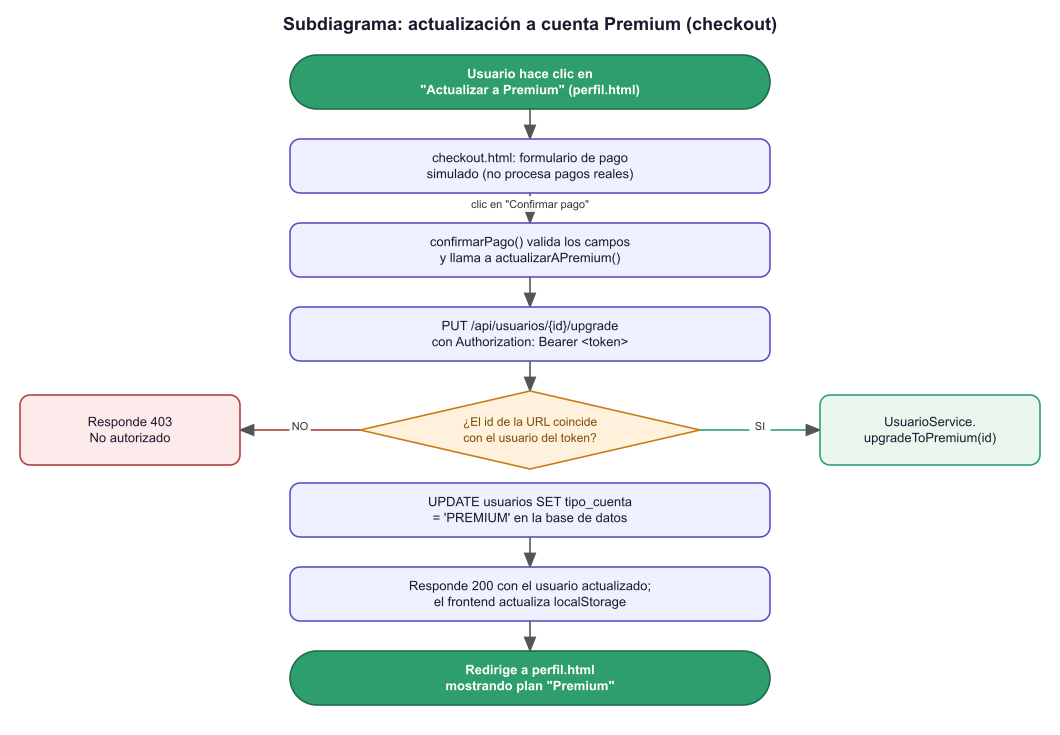 Subdiagrama: actualización a cuenta Premium (checkout)
Usuario hace clic en
"Actualizar a Premium" (perfil.html)
checkout.html: formulario de pago
simulado (no procesa pagos reales)
clic en "Confirmar pago"
confirmarPago() valida los campos
y llama a actualizarAPremium()
PUT /api/usuarios/{id}/upgrade
con Authorization: Bearer <token>
Responde 403
No autorizado
NO
¿El id de la URL coincide
con el usuario del token?
SI
UsuarioService.
upgradeToPremium(id)
UPDATE usuarios SET tipo_cuenta
= 'PREMIUM' en la base de datos
Responde 200 con el usuario actualizado;
el frontend actualiza localStorage
Redirige a perfil.html
mostrando plan "Premium"